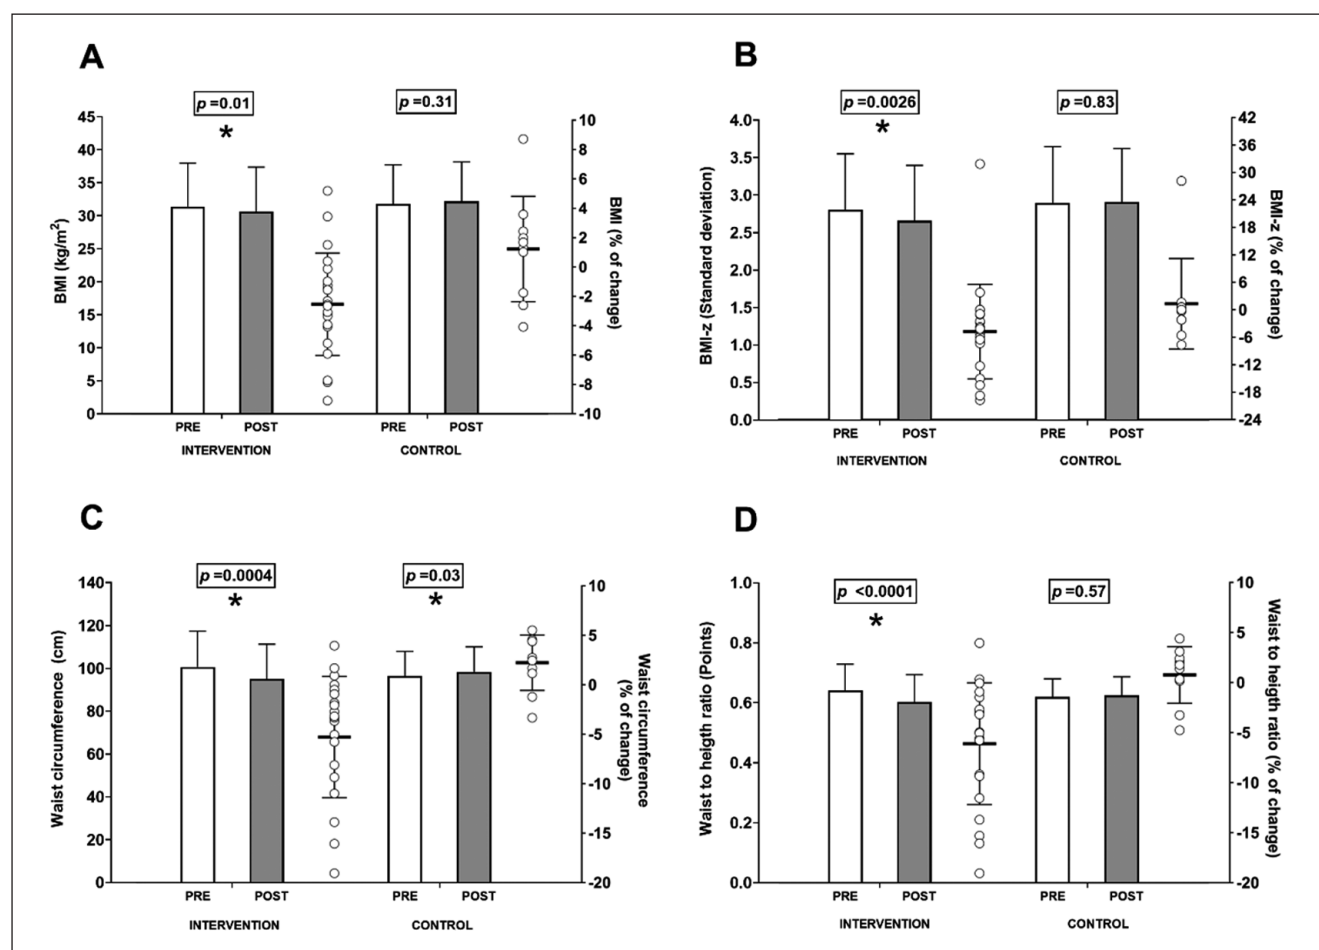 A
p=0.01
*
p=0.31
45
40
35
30
25
20
15
10
5
0
BMI (kg/m²)
10
8
6
4
2
0
-2
-4
-6
-8
-10
BMI (% of change)
PRE POST PRE POST
INTERVENTION CONTROL
B
p=0.0026
*
p=0.83
4.0
3.5
3.0
2.5
2.0
1.5
1.0
0.5
0.0
BMI-z (Standard deviation)
42
36
30
24
18
12
6
0
-6
-12
-18
-24
BMI-z (% of change)
PRE POST PRE POST
INTERVENTION CONTROL
C
p=0.0004
*
p=0.03
*
140
120
100
80
60
40
20
0
Waist circumference (cm)
10
5
0
-5
-10
-15
-20
Waist circumference
(% of change)
PRE POST PRE POST
INTERVENTION CONTROL
D
p <0.0001
*
p=0.57
1.0
0.8
0.6
0.4
0.2
0.0
Waist to heigth ratio (Points)
10
5
0
-5
-10
-15
-20
Waist to heigth ratio (% of change)
PRE POST PRE POST
INTERVENTION CONTROL